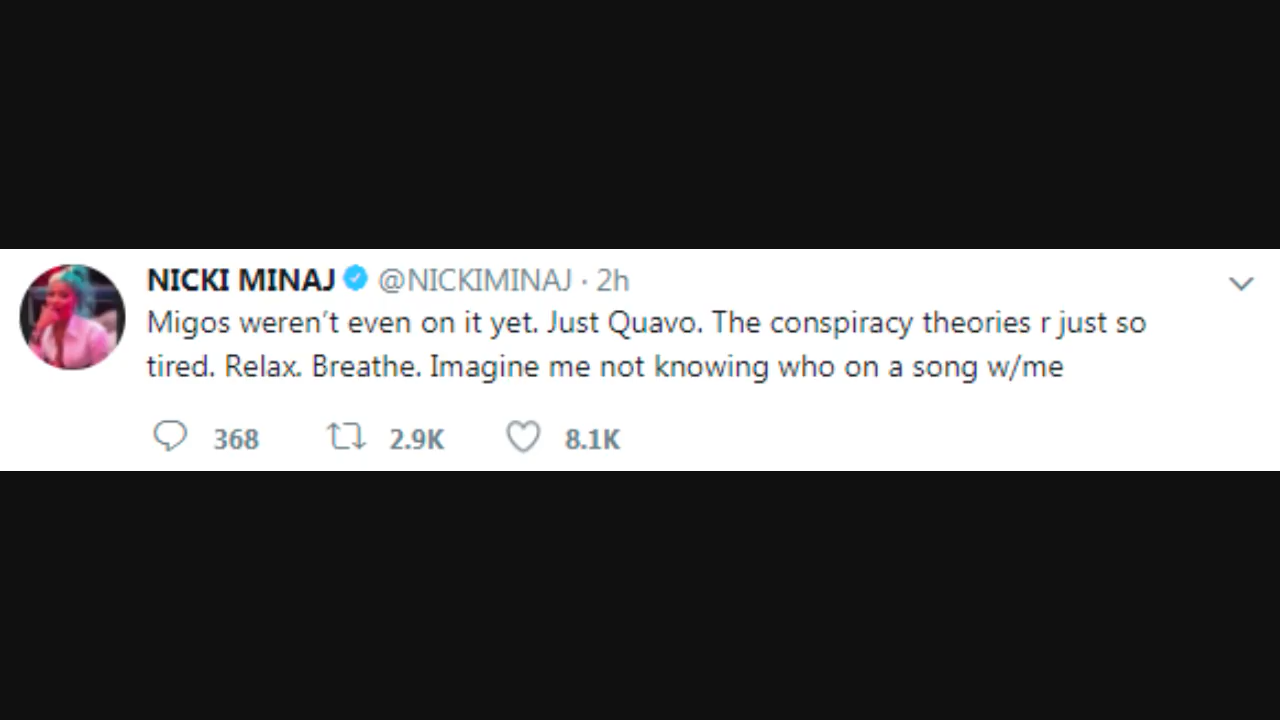 NICKI MINAJ @NICKIMINAJ · 2h
Migos weren’t even on it yet. Just Quavo. The conspiracy theories r just so
tired. Relax. Breathe. Imagine me not knowing who on a song w/me
368 2.9K 8.1K